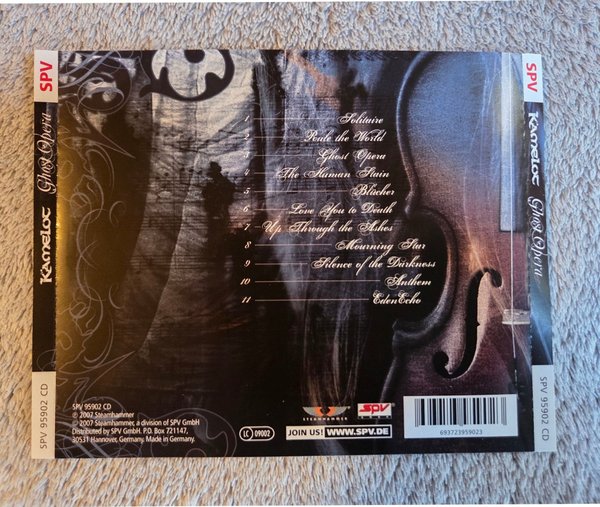 SPV
KAMELOT Ghost Opera
SPV 95902 CD
1 Solitaire
2 Rule the World
3 Ghost Opera
4 The Human Stain
5 Blücher
6 Love You to Death
7 Up Through the Ashes
8 Mourning Star
9 Silence of the Darkness
10 Anthem
11 EdenEcho
SPV 95902 CD
℗ 2007 Steamhammer
© 2007 Steamhammer, a division of SPV GmbH
Distributed by SPV GmbH. P.O. Box 721147,
30531 Hannover, Germany. Made in Germany.
LC 09002
STEAMHAMMER
SPV
JOIN US! WWW.SPV.DE
693723959023
SPV
KAMELOT Ghost Opera
SPV 95902 CD